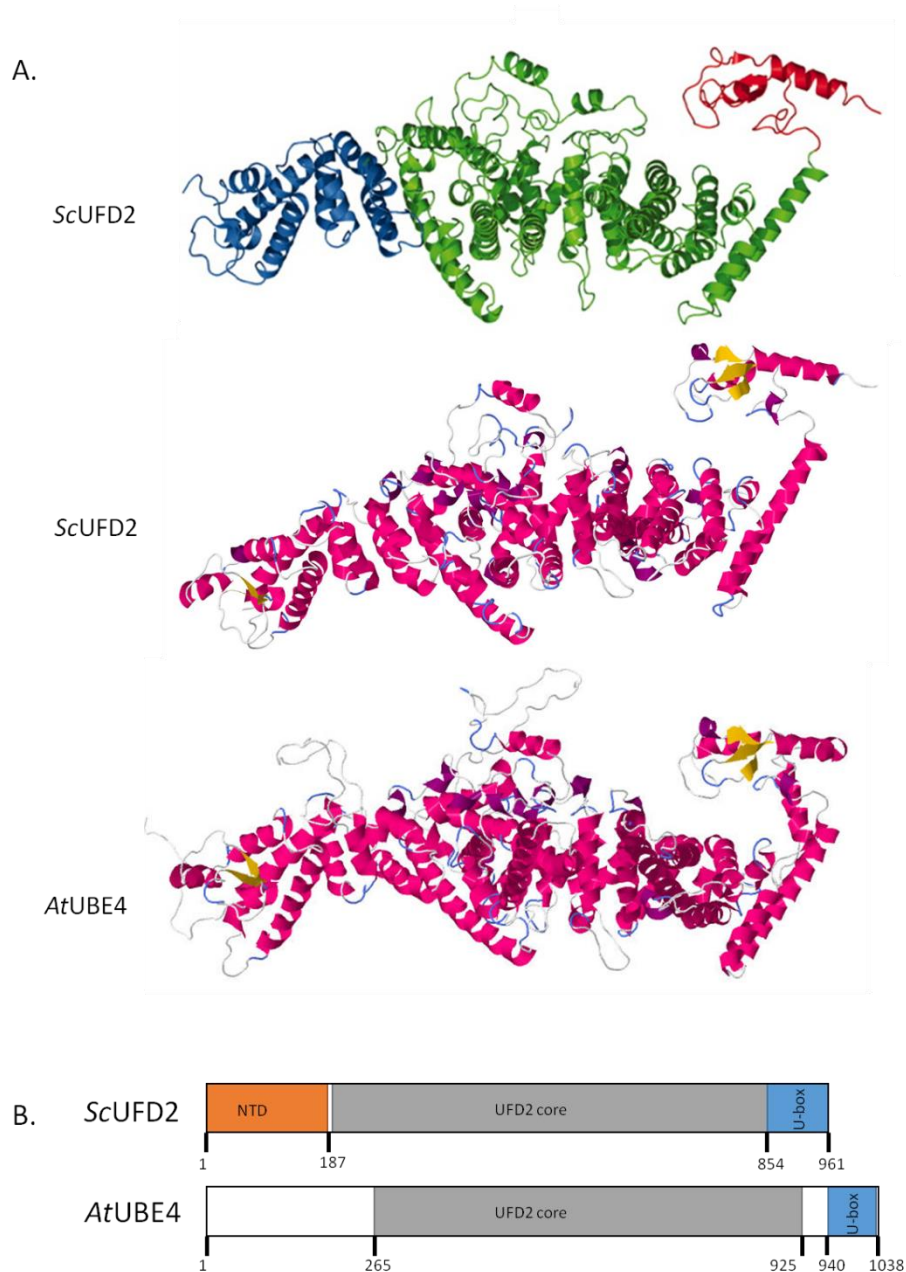 A.
ScUFD2
ScUFD2
AtUBE4
B.
ScUFD2
NTD
UFD2 core
U-box
1
187
854
961
AtUBE4
UFD2 core
U-box
1
265
925
940
1038